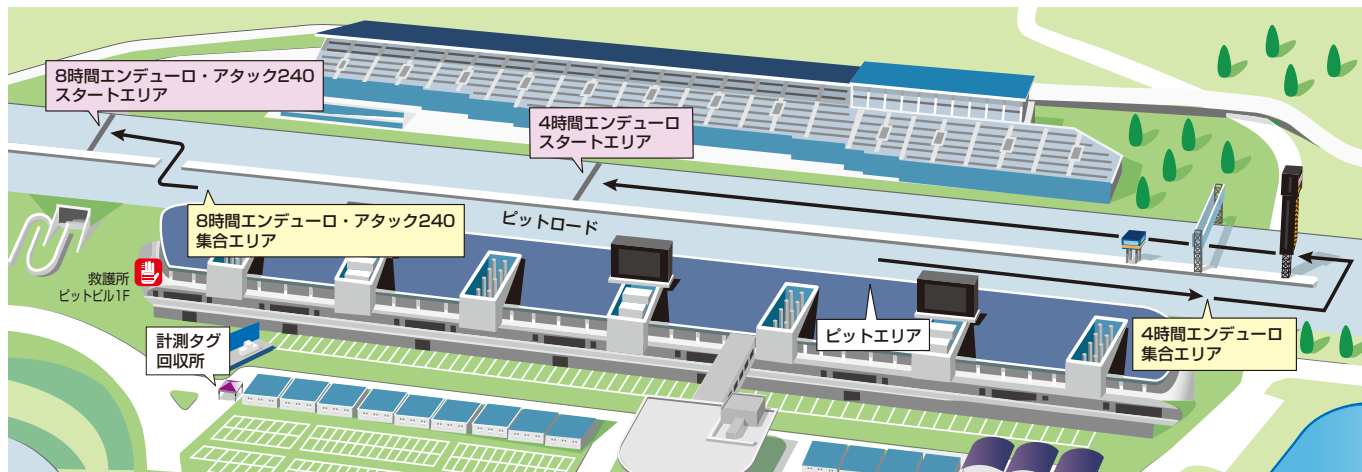 8時間エンデューロ・アタック240
スタートエリア
4時間エンデューロ
スタートエリア
8時間エンデューロ・アタック240
集合エリア
ピットロード
救護所
ピットビル1F
計測タグ
回収所
ピットエリア
4時間エンデューロ
集合エリア